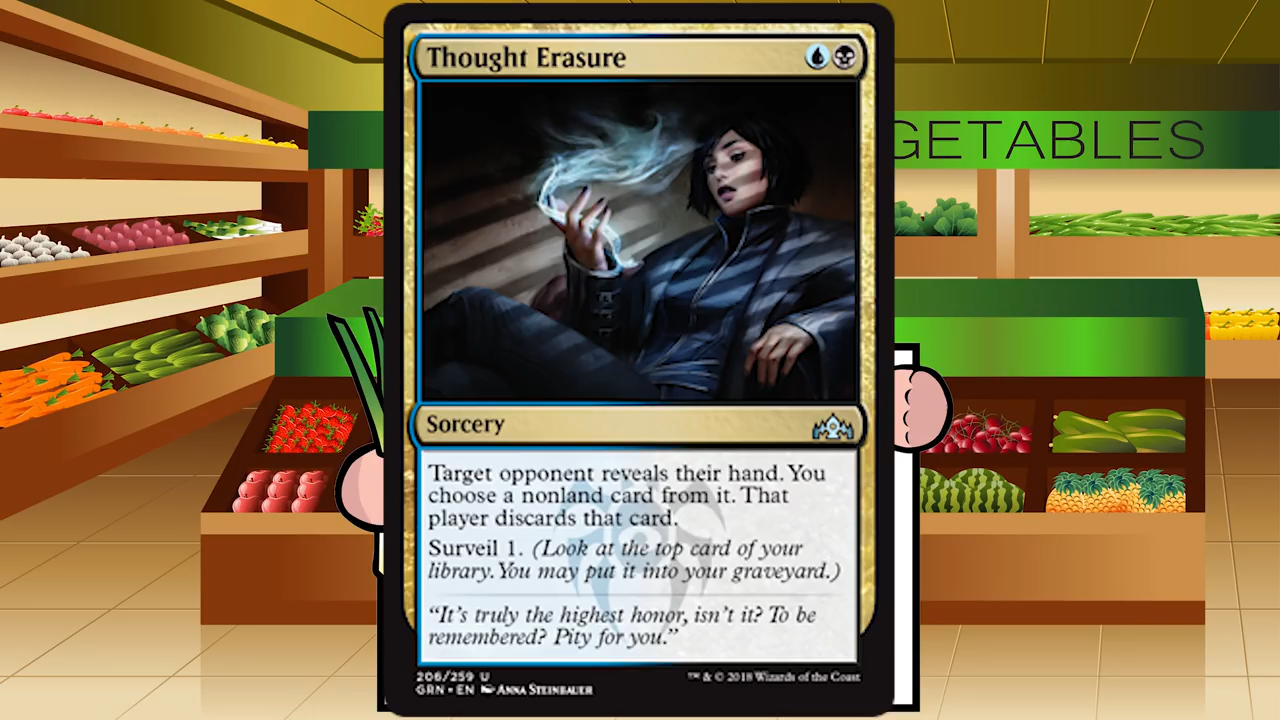 Thought Erasure
GETABLES
Sorcery
Target opponent reveals their hand. You
choose a nonland card from it. That
player discards that card.
Surveil 1. (Look at the top card of your
library. You may put it into your graveyard.)
“It’s truly the highest honor, isn’t it? To be
remembered? Pity for you.”
206/259 U
GRN • EN ANNA STEINBAUER
™ & © 2018 Wizards of the Coast